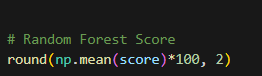 # Random Forest Score
round(np.mean(score)*100, 2)